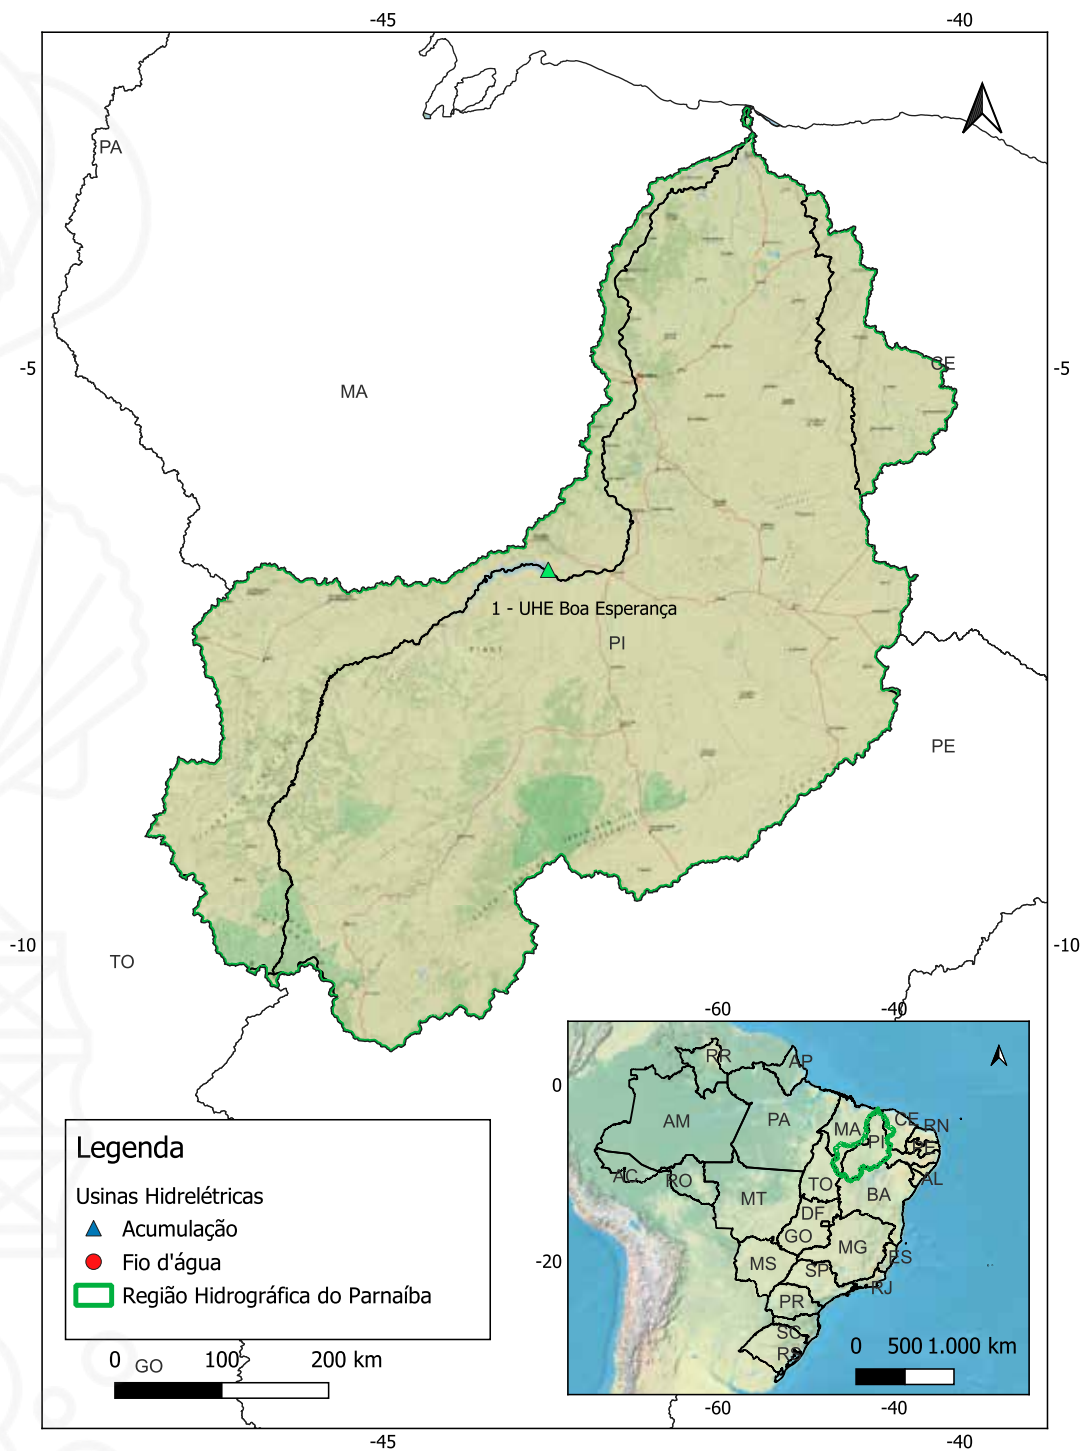 -45
-40
PA
-5
-5
CE
MA
1 - UHE Boa Esperança
PI
PE
-10
-10
TO
-60
-40
0
RR
AP
AM
PA
MA
CE
RN
PI
PE
AC
RO
TO
AL
MT
BA
DF
GO
MG
-20
MS
ES
SP
RJ
PR
SC
RS
0 500 1.000 km
-60
-40
Legenda
Usinas Hidrelétricas
Acumulação
Fio d'água
Região Hidrográfica do Parnaíba
0 100 200 km
GO
-45
-40